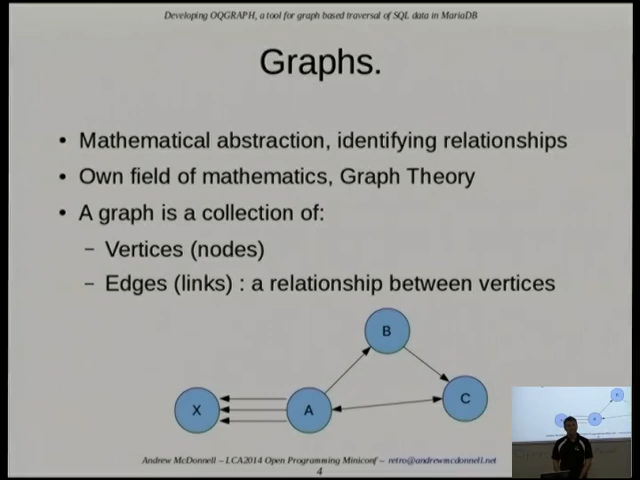 Developing OQGRAPH, a tool for graph based traversal of SQL data in MariaDB
Graphs.
• Mathematical abstraction, identifying relationships
• Own field of mathematics, Graph Theory
• A graph is a collection of:
– Vertices (nodes)
– Edges (links) : a relationship between vertices
B
X
A
C
Andrew McDonnell – LCA2014 Open Programming Miniconf – retro@andrewmcdonnell.net
4